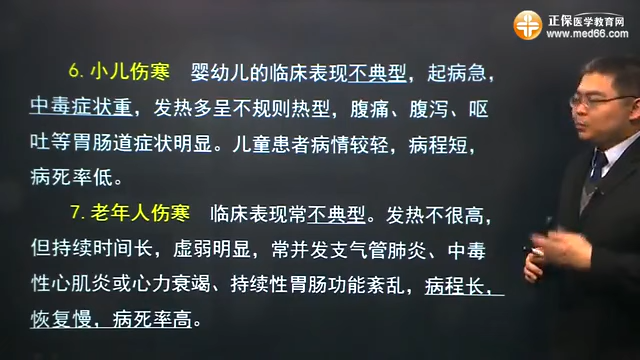 正保医学教育网
www.med66.com
6.小儿伤寒 婴幼儿的临床表现不典型，起病急，
中毒症状重，发热多呈不规则热型，腹痛、腹泻、呕
吐等胃肠道症状明显。儿童患者病情较轻，病程短，
病死率低。
7.老年人伤寒 临床表现常不典型。发热不很高，
但持续时间长，虚弱明显，常并发支气管肺炎、中毒
性心肌炎或心力衰竭、持续性胃肠功能紊乱，病程长，
恢复慢，病死率高。